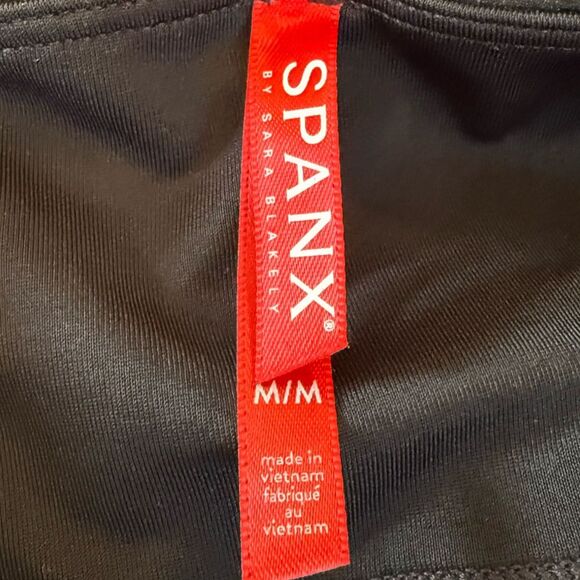 SPANX®
BY SARA BLAKELY
M/M
made in
vietnam
fabriqué
au
vietnam